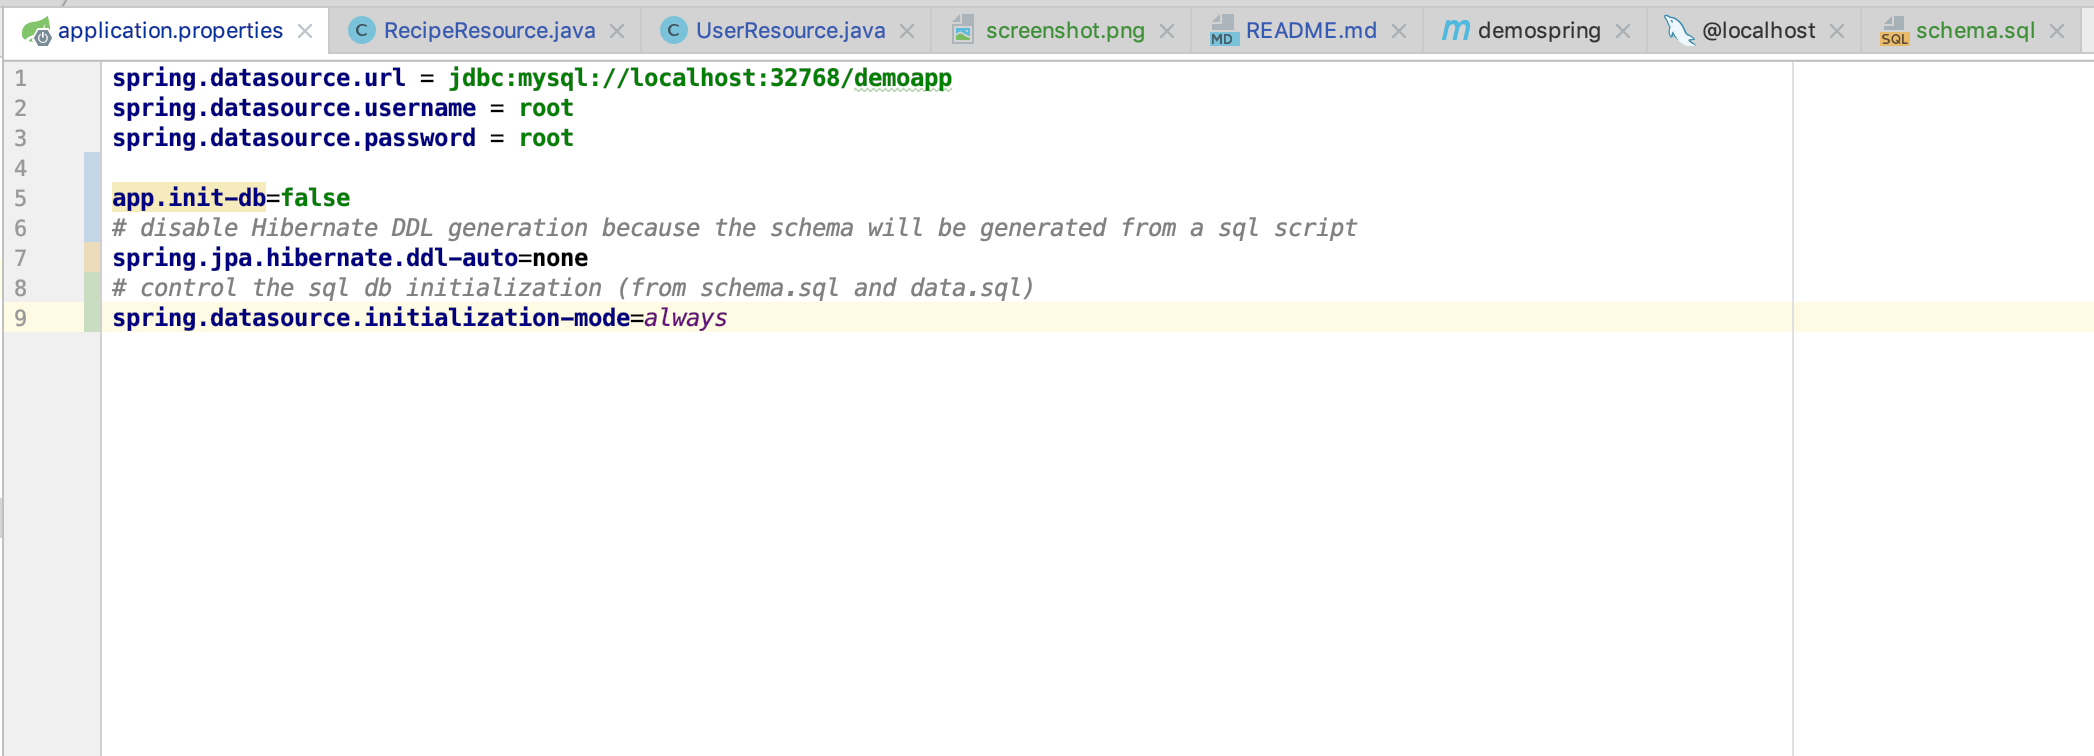 application.properties
C RecipeResource.java
C UserResource.java
screenshot.png
MD README.md
m demospring
@localhost
SQL schema.sql
1 spring.datasource.url = jdbc:mysql://localhost:32768/demoapp
2 spring.datasource.username = root
3 spring.datasource.password = root
4
5 app.init-db=false
6 # disable Hibernate DDL generation because the schema will be generated from a sql script
7 spring.jpa.hibernate.ddl-auto=none
8 # control the sql db initialization (from schema.sql and data.sql)
9 spring.datasource.initialization-mode=always